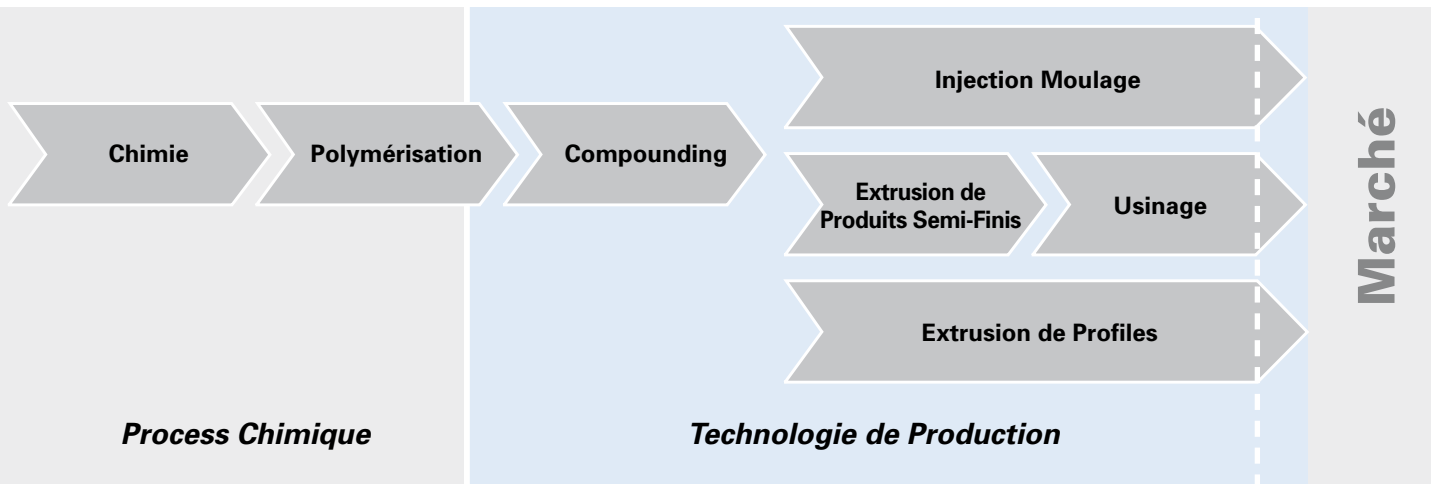 Injection Moulage
Chimie
Polymérisation
Compounding
Extrusion de
Produits Semi-Finis
Usinage
Extrusion de Profiles
Marché
Process Chimique
Technologie de Production